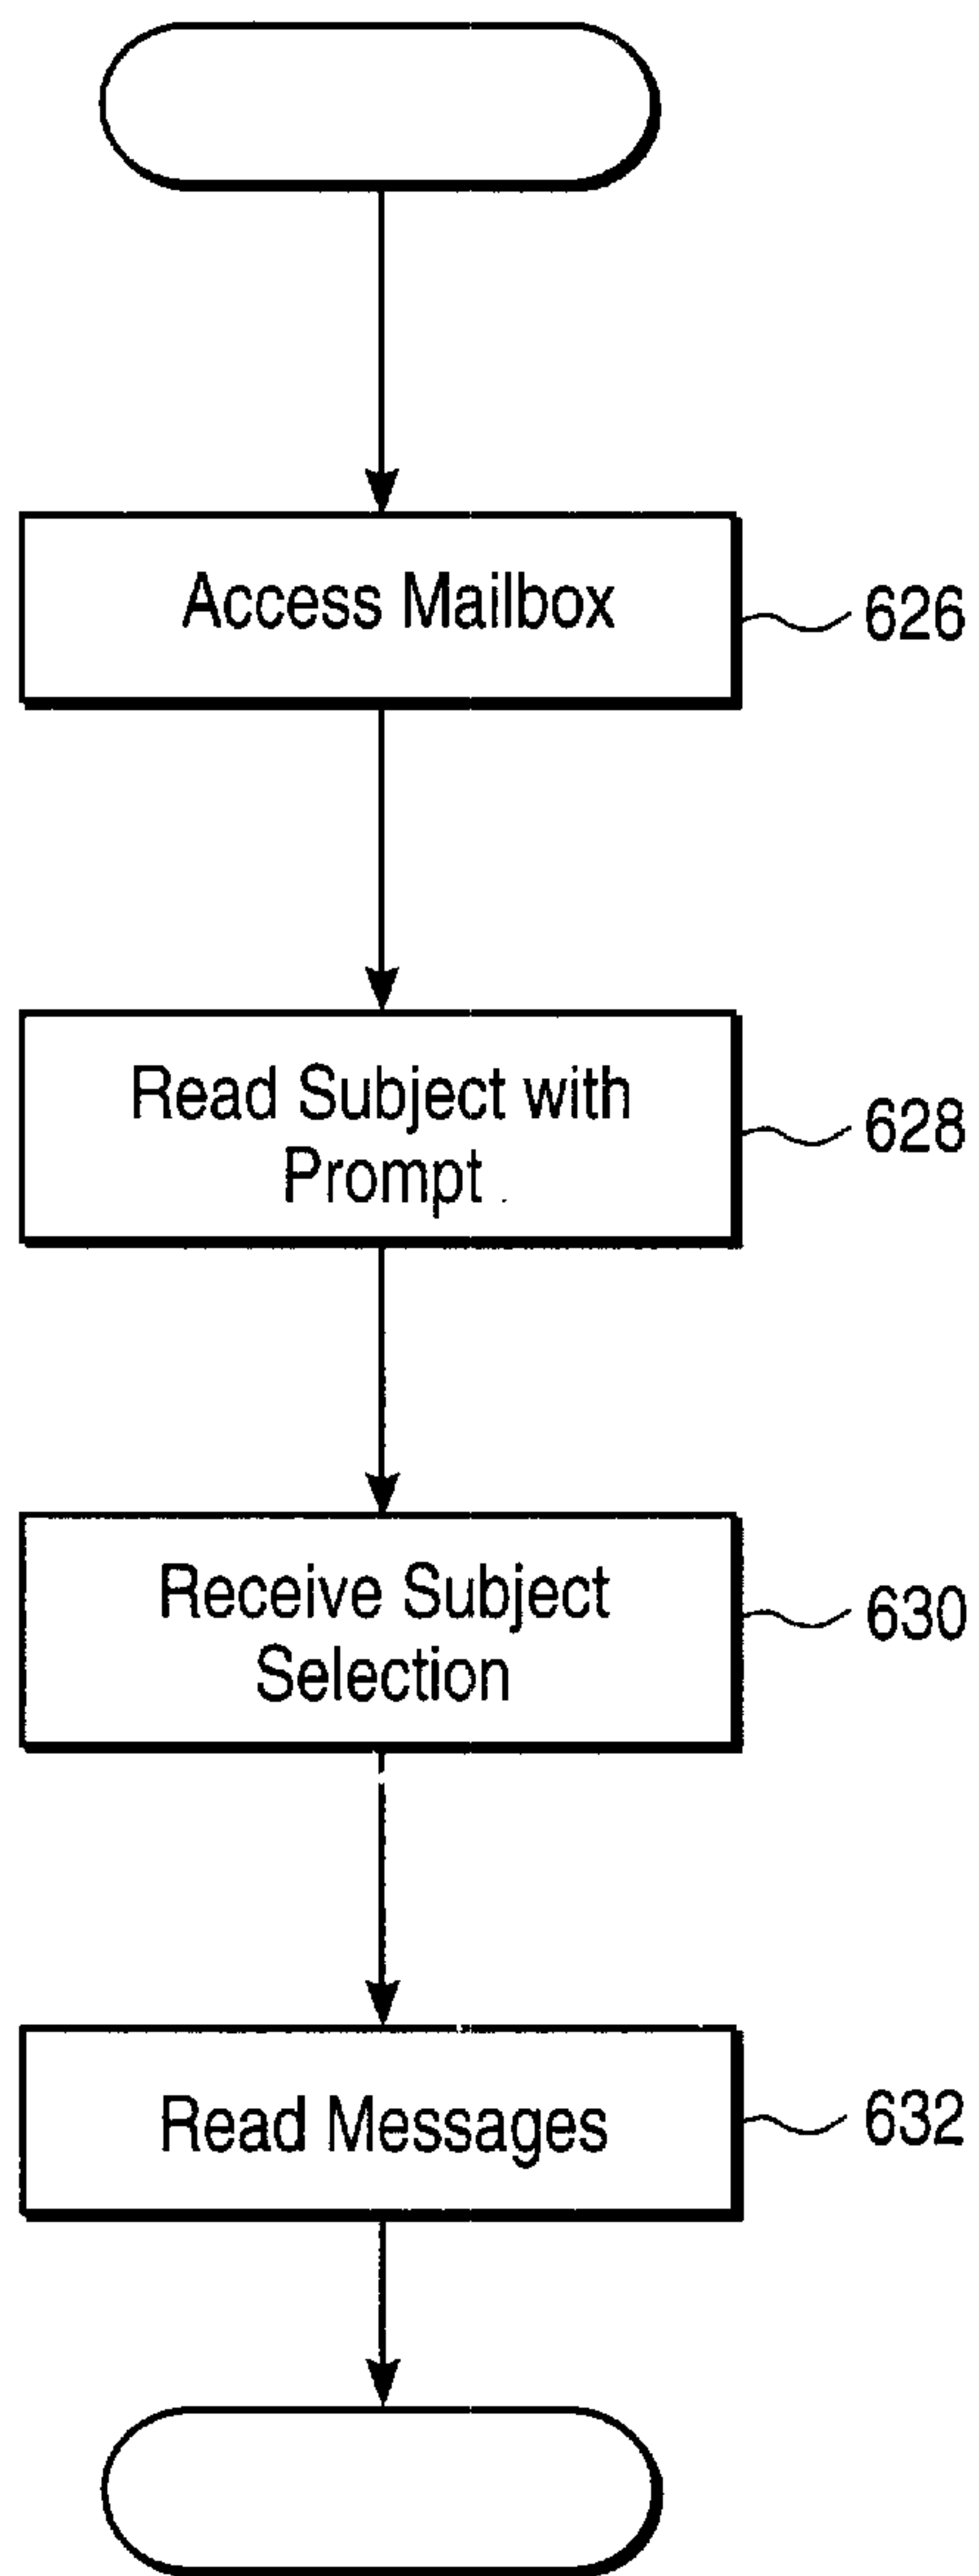 Access Mailbox
626
Read Subject with
Prompt
628
Receive Subject
Selection
630
Read Messages
632